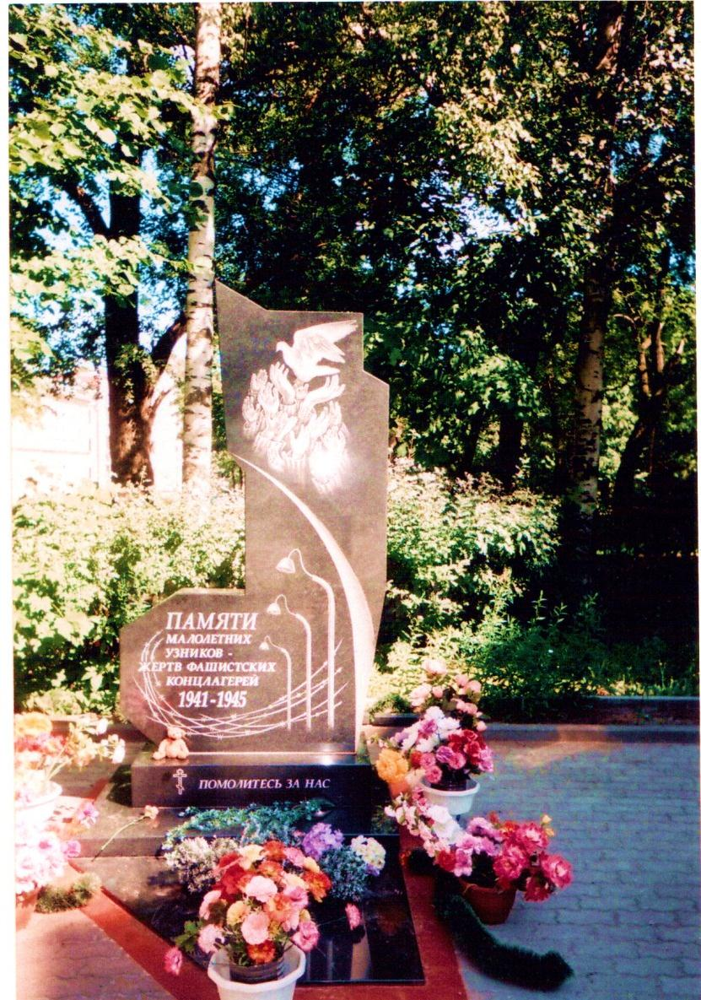 ПАМЯТИ
МАЛОЛЕТНИХ
УЗНИКОВ -
ЖЕРТВ ФАШИСТСКИХ
КОНЦЛАГЕРЕЙ
1941-1945
ПОМОЛИТЕСЬ ЗА НАС